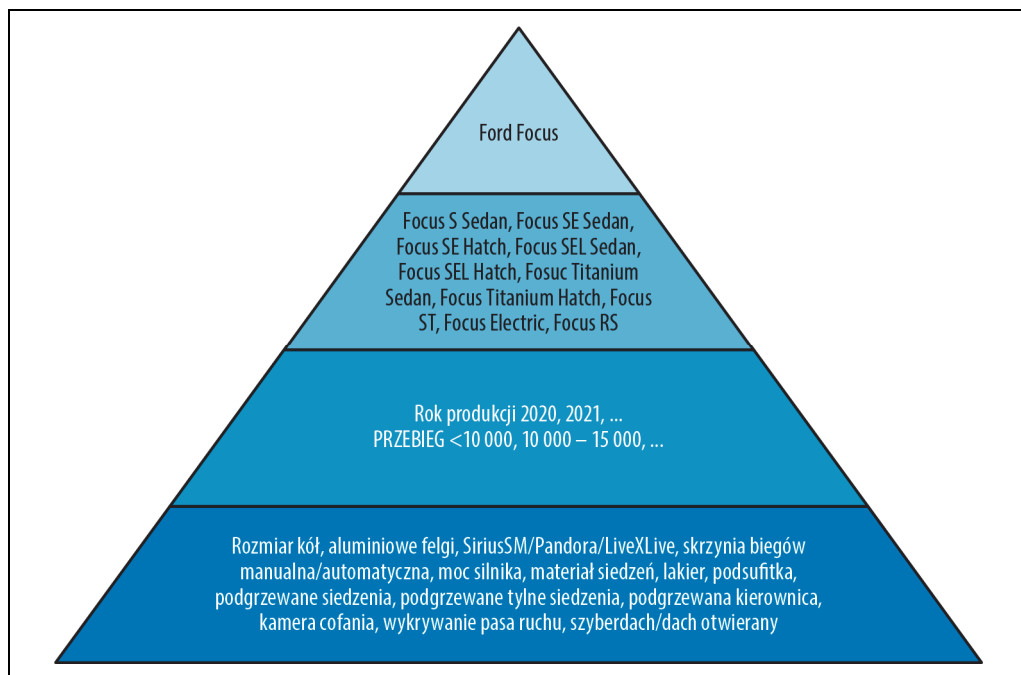 Ford Focus
Focus S Sedan, Focus SE Sedan,
Focus SE Hatch, Focus SEL Sedan,
Focus SEL Hatch, Fosuc Titanium
Sedan, Focus Titanium Hatch, Focus
ST, Focus Electric, Focus RS
Rok produkcji 2020, 2021, ...
PRZEBIEG <10 000, 10 000 – 15 000, ...
Rozmiar kół, aluminiowe felgi, SiriusSM/Pandora/LiveXLive, skrzynia biegów
manualna/automatyczna, moc silnika, materiał siedzeń, lakier, podsufitka,
podgrzewane siedzenia, podgrzewane tylne siedzenia, podgrzewana kierownica,
kamera cofania, wykrywanie pasa ruchu, szyberdach/dach otwierany